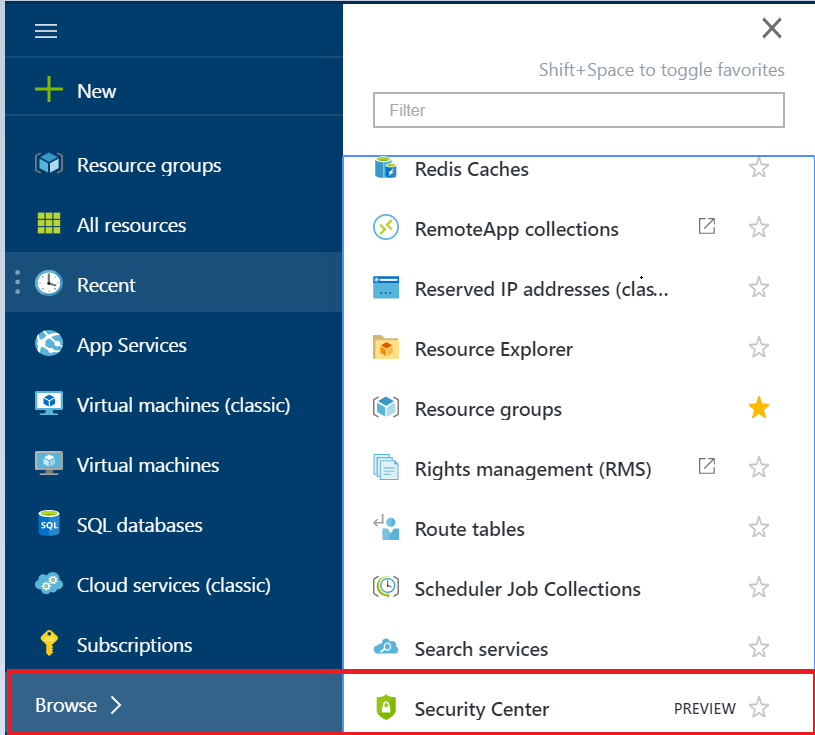 New
Resource groups
All resources
Recent
App Services
Virtual machines (classic)
Virtual machines
SQL
SQL databases
Cloud services (classic)
Subscriptions
Browse
Shift+Space to toggle favorites
Filter
Redis Caches
RemoteApp collections
Reserved IP addresses (clas...
Resource Explorer
Resource groups
Rights management (RMS)
Route tables
Scheduler Job Collections
Search services
Security Center PREVIEW